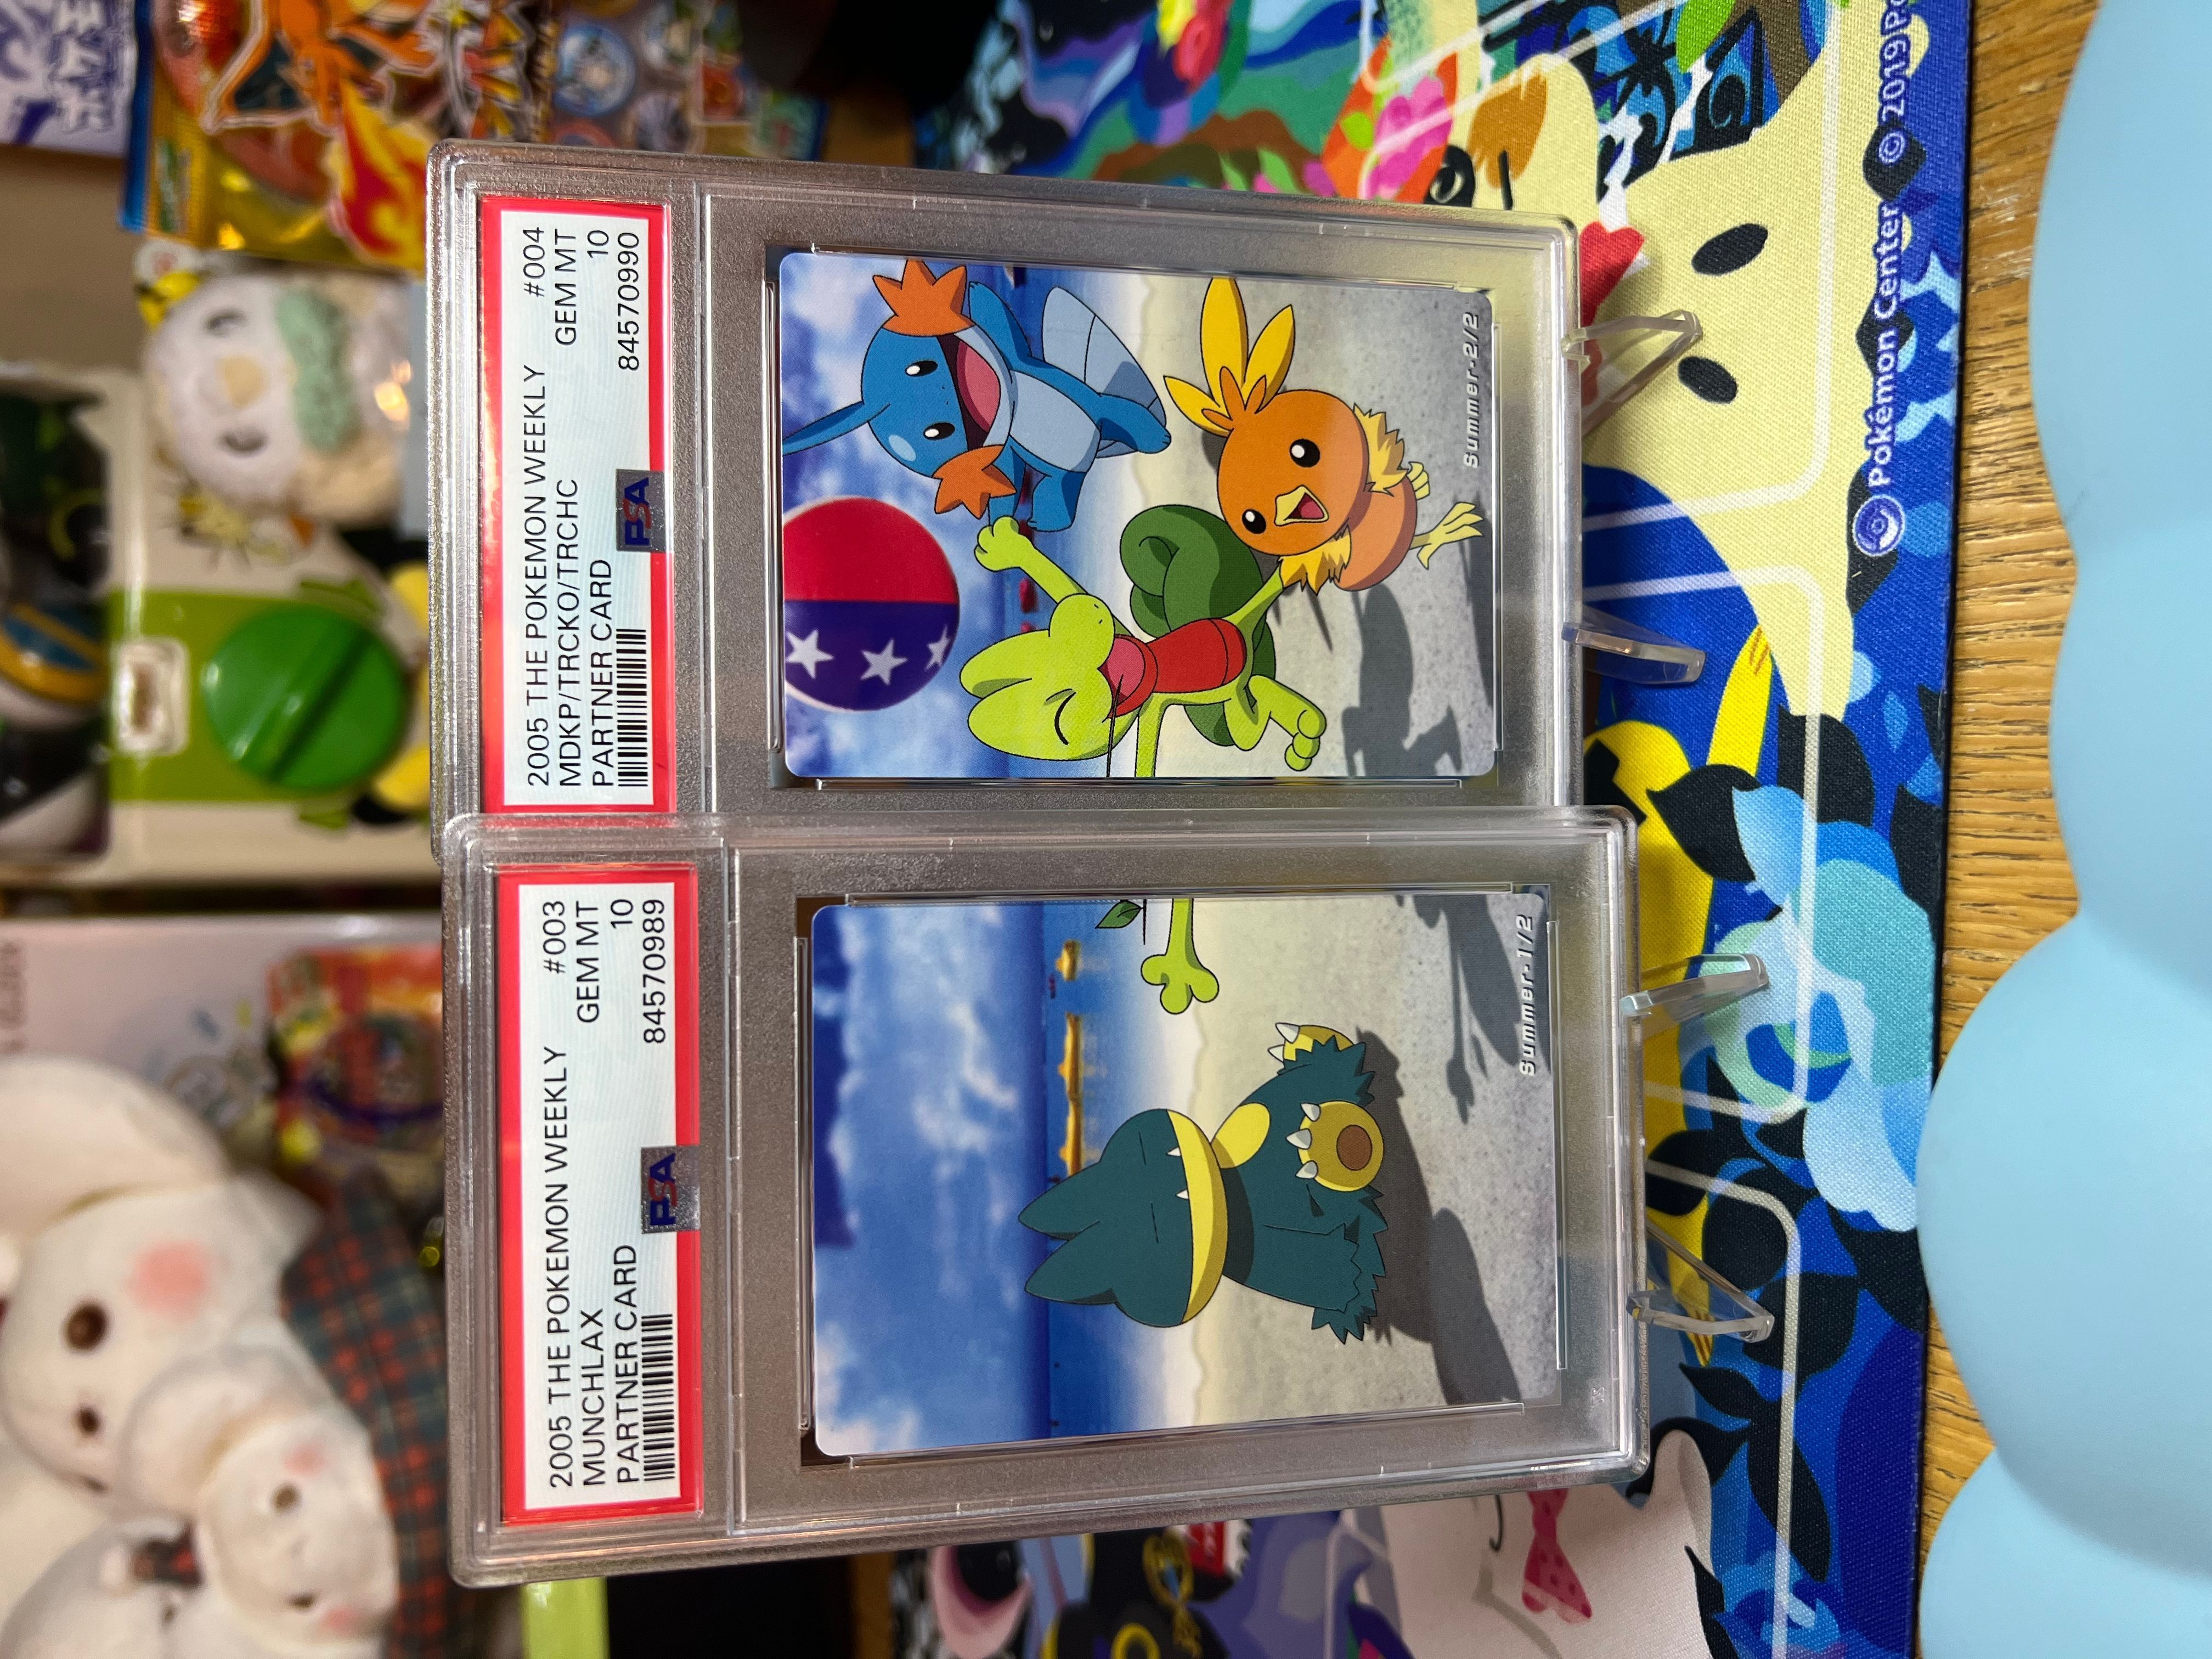 2005 THE POKEMON WEEKLY #003
MUNCHLAX GEM MT
PARTNER CARD 10
84570989
PSA
Summer-1/2
2005 THE POKEMON WEEKLY #004
MDKP/TRCKO/TRCHC GEM MT
PARTNER CARD 10
84570990
PSA
Summer-2/2
Pokémon Center © 2019 Po